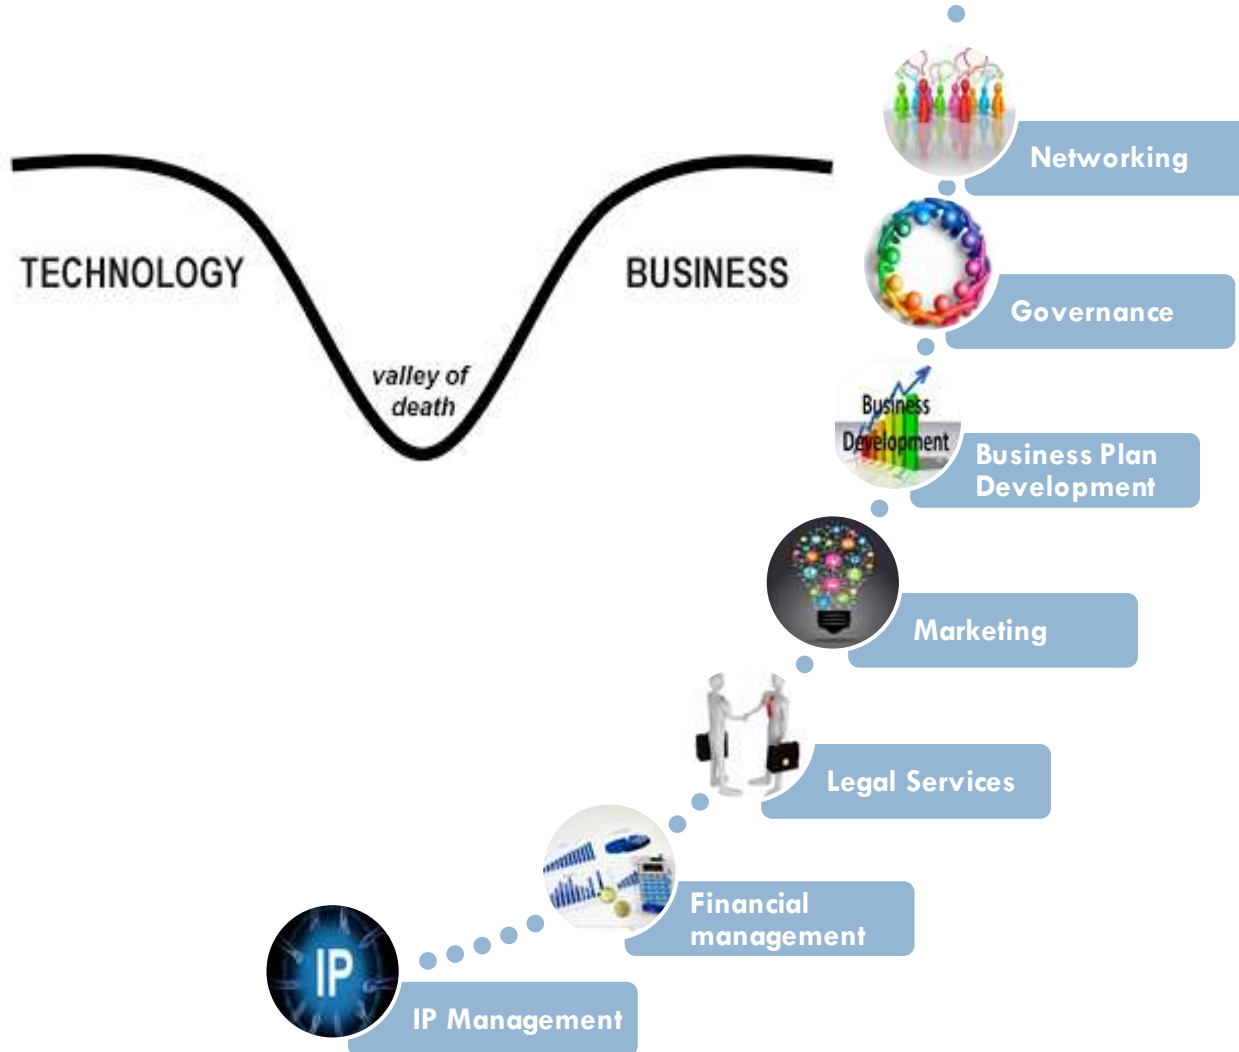 Networking
TECHNOLOGY
BUSINESS
Governance
valley of
death
Business
Development
Business Plan
Development
Marketing
Legal Services
Financial
management
IP
IP Management